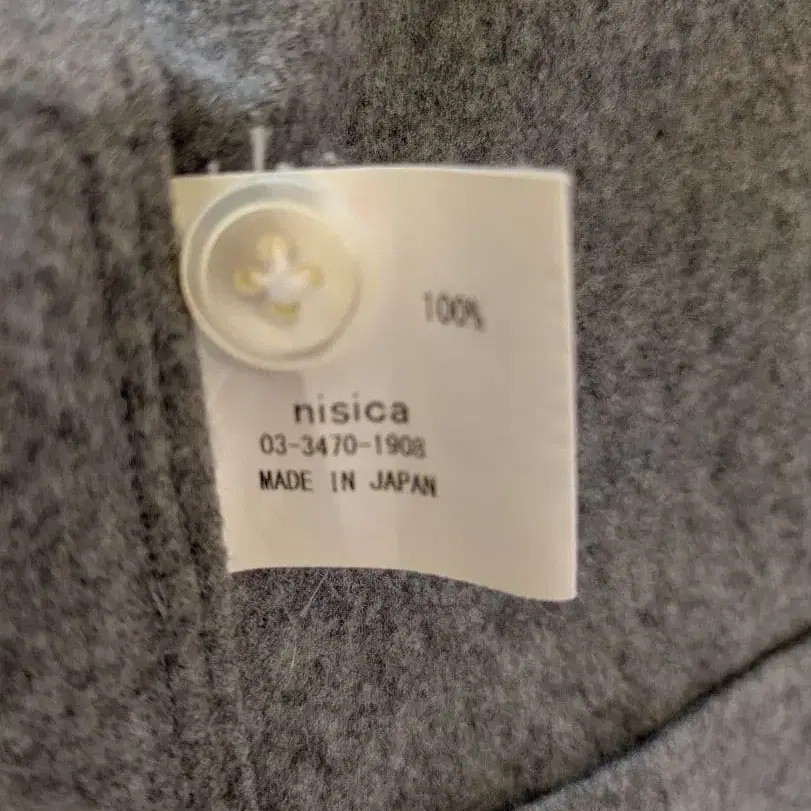 100%
nisica
03-3470-1908
MADE IN JAPAN